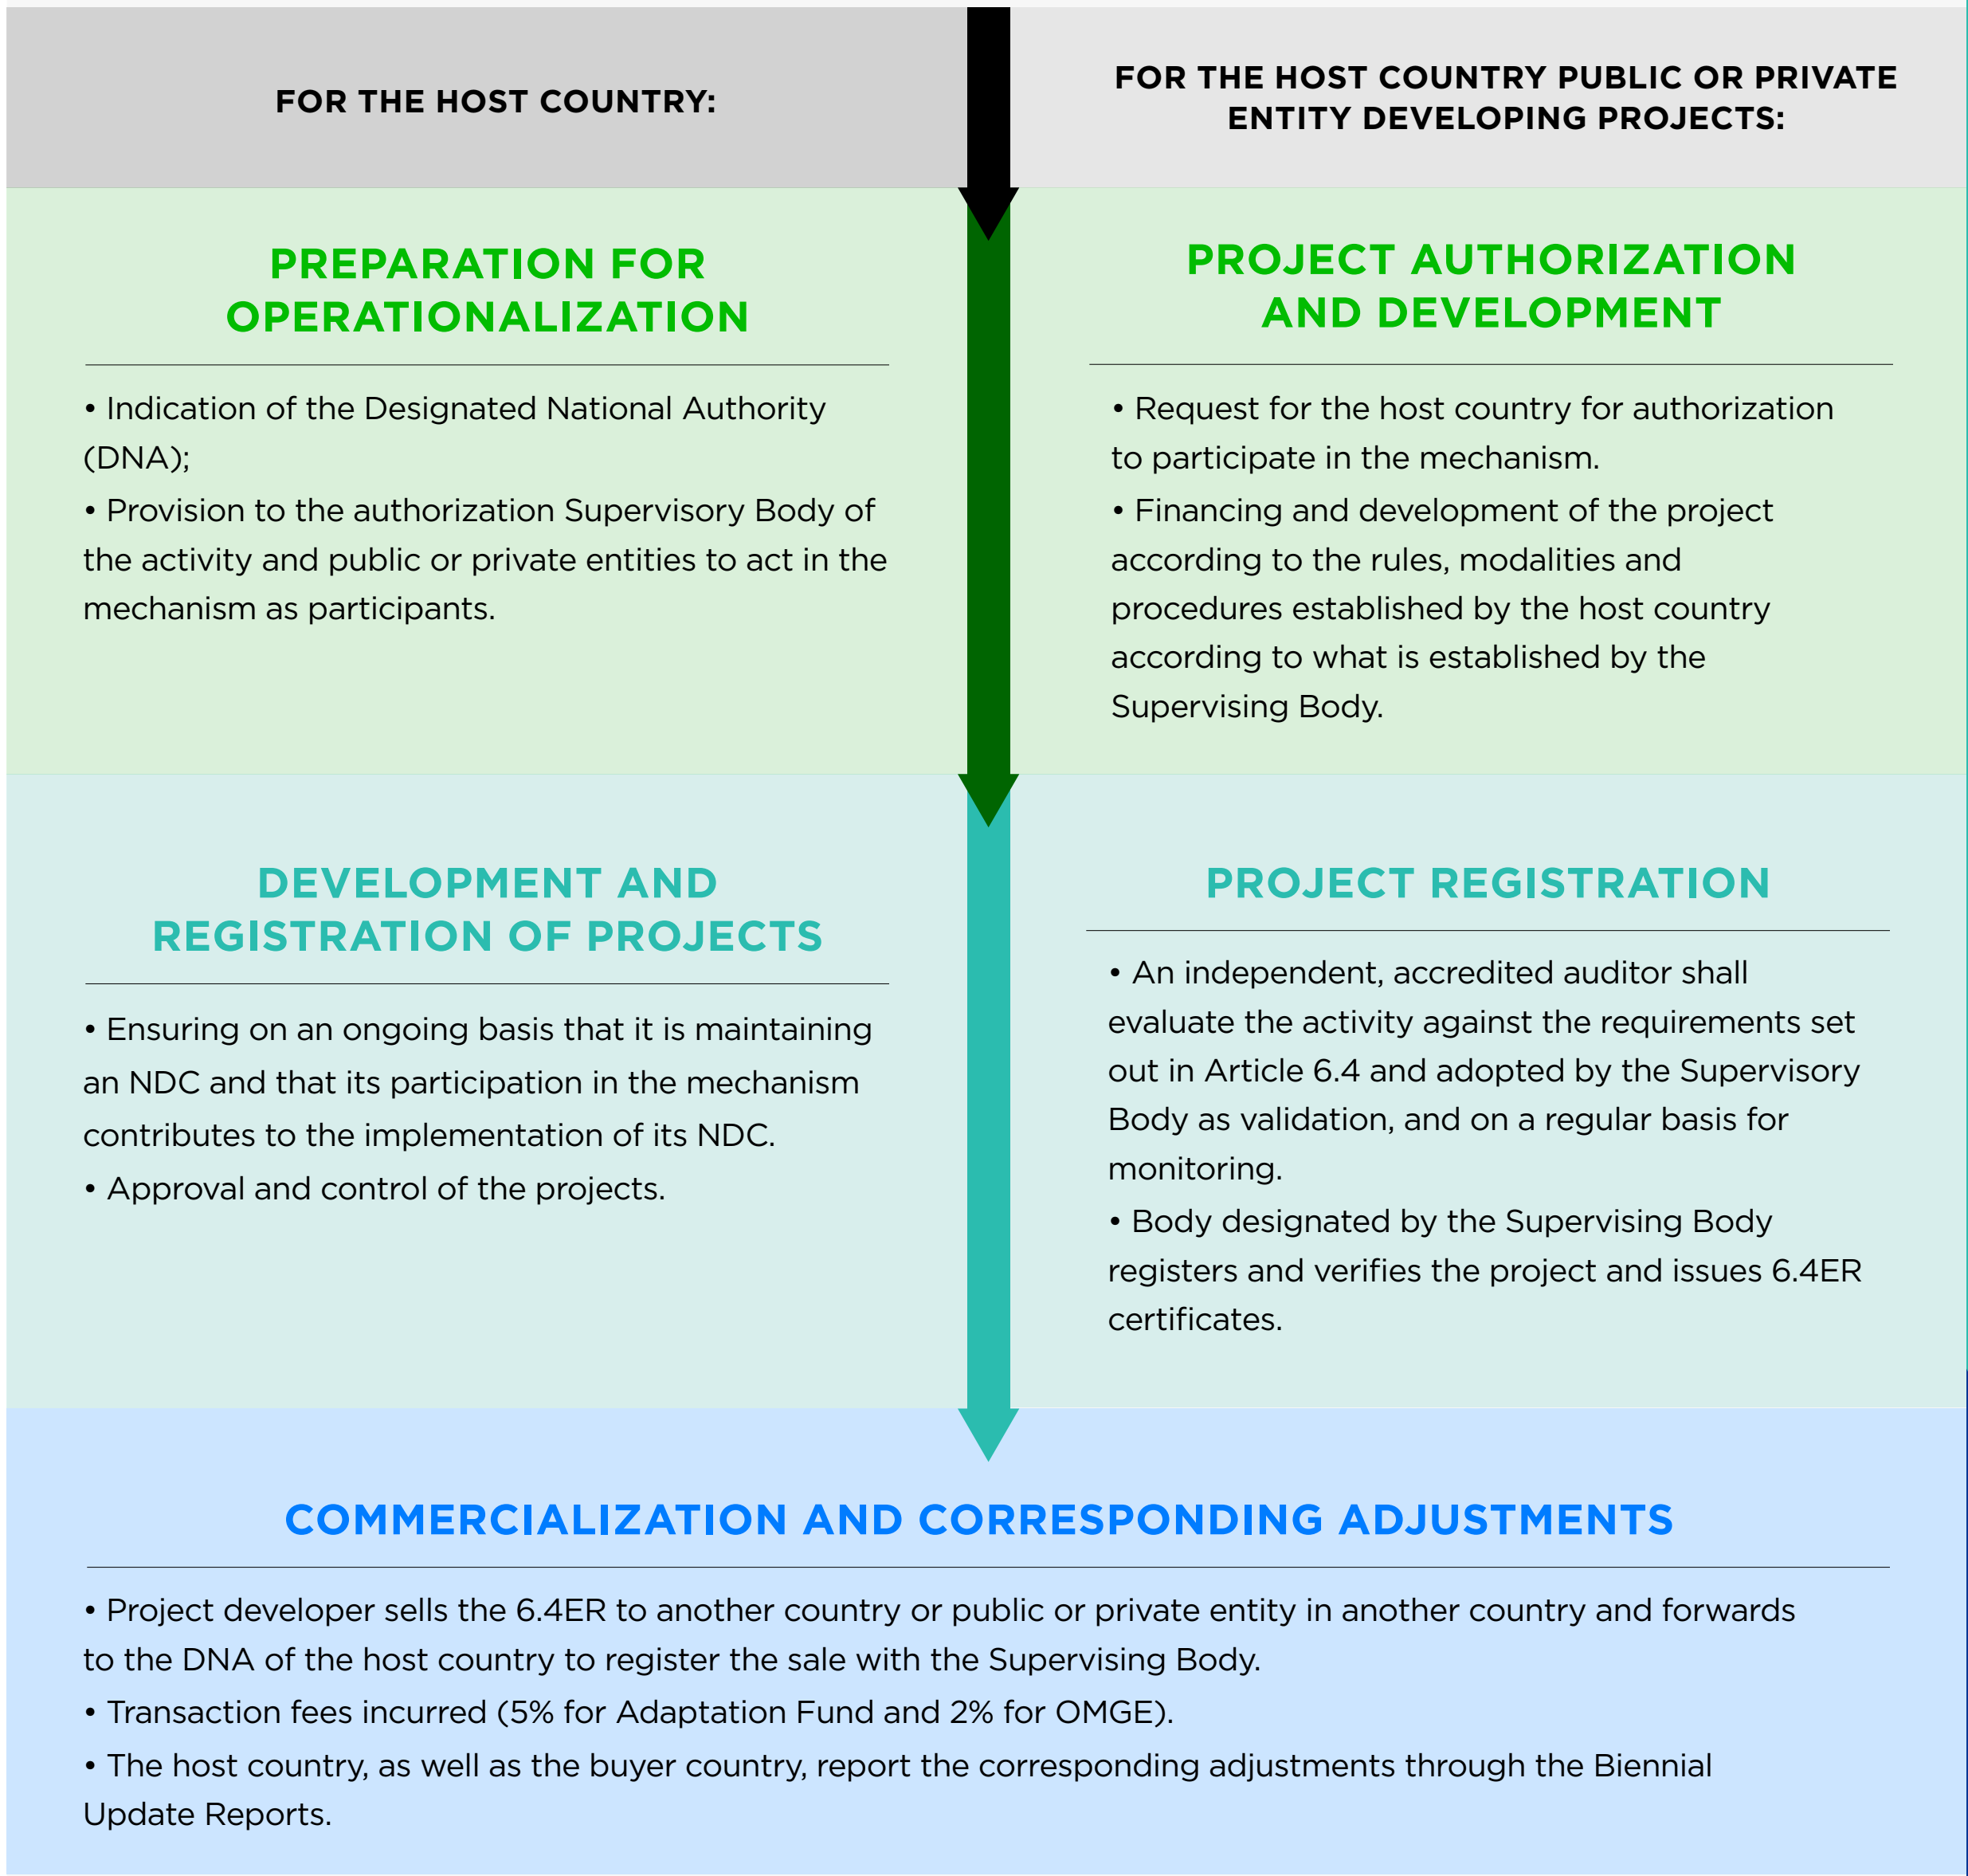 FOR THE HOST COUNTRY:
FOR THE HOST COUNTRY PUBLIC OR PRIVATE
ENTITY DEVELOPING PROJECTS:
PREPARATION FOR
OPERATIONALIZATION
• Indication of the Designated National Authority
(DNA);
• Provision to the authorization Supervisory Body of
the activity and public or private entities to act in the
mechanism as participants.
PROJECT AUTHORIZATION
AND DEVELOPMENT
• Request for the host country for authorization
to participate in the mechanism.
• Financing and development of the project
according to the rules, modalities and
procedures established by the host country
according to what is established by the
Supervising Body.
DEVELOPMENT AND
REGISTRATION OF PROJECTS
• Ensuring on an ongoing basis that it is maintaining
an NDC and that its participation in the mechanism
contributes to the implementation of its NDC.
• Approval and control of the projects.
PROJECT REGISTRATION
• An independent, accredited auditor shall
evaluate the activity against the requirements set
out in Article 6.4 and adopted by the Supervisory
Body as validation, and on a regular basis for
monitoring.
• Body designated by the Supervising Body
registers and verifies the project and issues 6.4ER
certificates.
COMMERCIALIZATION AND CORRESPONDING ADJUSTMENTS
• Project developer sells the 6.4ER to another country or public or private entity in another country and forwards
to the DNA of the host country to register the sale with the Supervising Body.
• Transaction fees incurred (5% for Adaptation Fund and 2% for OMGE).
• The host country, as well as the buyer country, report the corresponding adjustments through the Biennial
Update Reports.